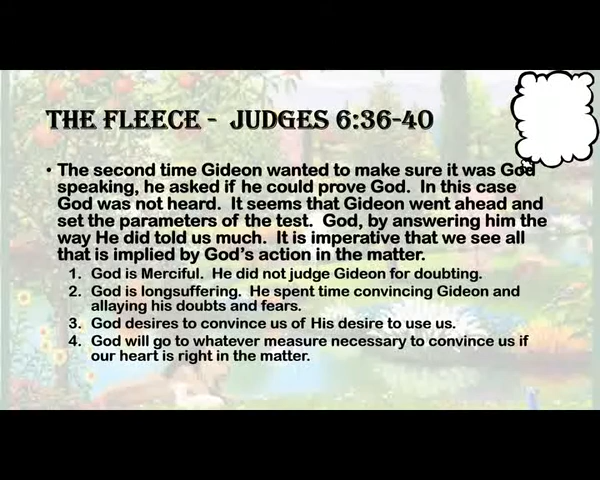 THE FLEECE - JUDGES 6:36-40
• The second time Gideon wanted to make sure it was God
speaking, he asked if he could prove God. In this case
God was not heard. It seems that Gideon went ahead and
set the parameters of the test. God, by answering him the
way He did told us much. It is imperative that we see all
that is implied by God's action in the matter.
1. God is Merciful. He did not judge Gideon for doubting.
2. God is longsuffering. He spent time convincing Gideon and
allaying his doubts and fears.
3. God desires to convince us of His desire to use us.
4. God will go to whatever measure necessary to convince us if
our heart is right in the matter.